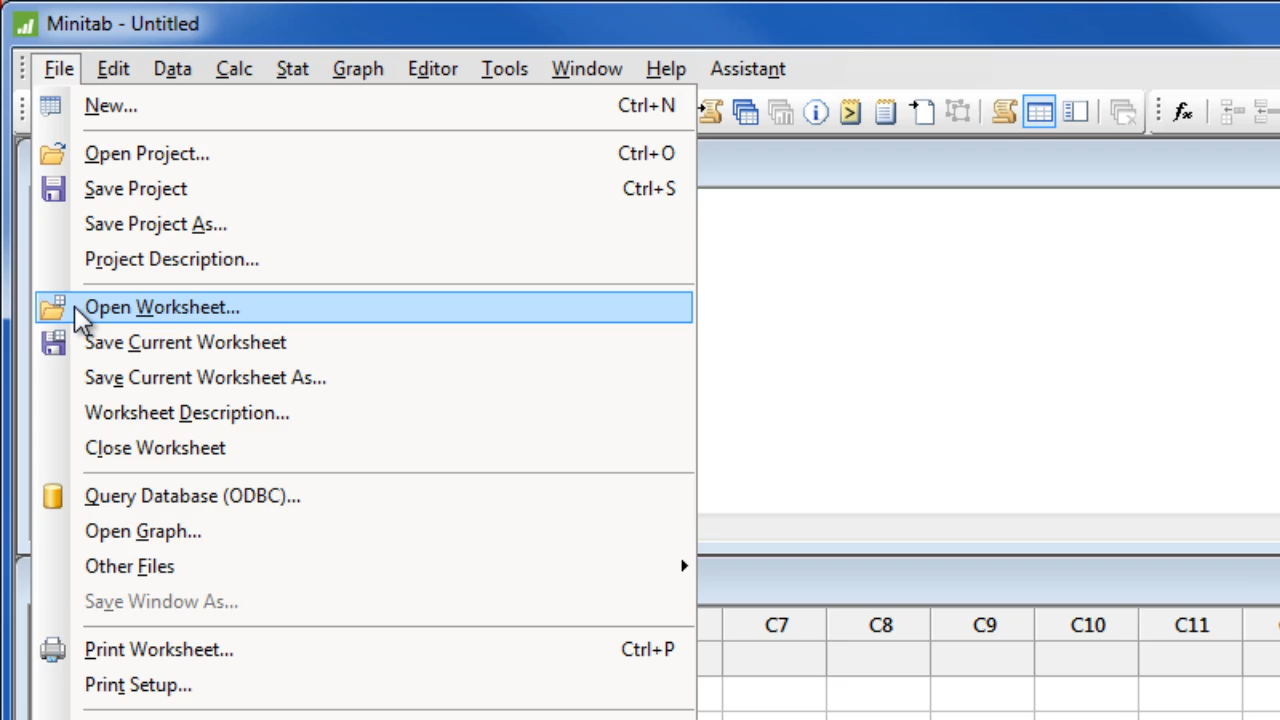 Minitab - Untitled
File Edit Data Calc Stat Graph Editor Tools Window Help Assistant
New... Ctrl+N
Open Project... Ctrl+O
Save Project Ctrl+S
Save Project As...
Project Description...
Open Worksheet...
Save Current Worksheet
Save Current Worksheet As...
Worksheet Description...
Close Worksheet
Query Database (ODBC)...
Open Graph...
Other Files
Save Window As...
C7 C8 C9 C10 C11
Print Worksheet... Ctrl+P
Print Setup...